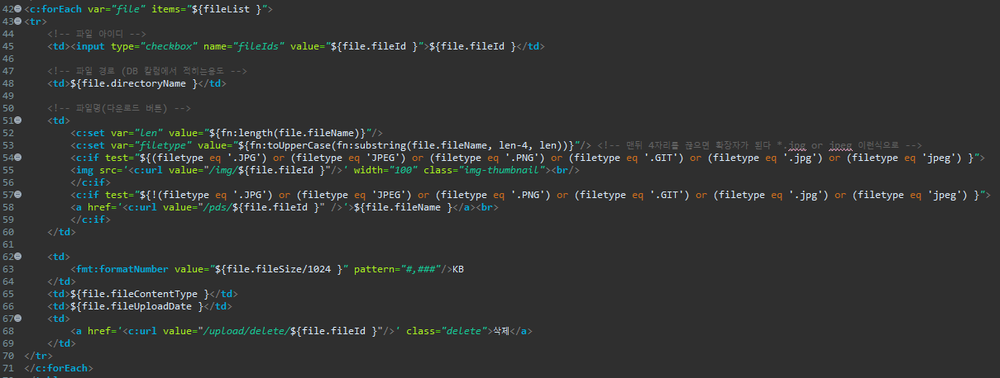 42 <c:forEach var="file" items="${fileList }">
43 <tr>
44 <!-- 파일 아이디 -->
45 <td><input type="checkbox" name="fileIds" value="${file.fileId }">${file.fileId }</td>
46
47 <!-- 파일 경로 (DB 칼럼에서 적히는용도 -->
48 <td>${file.directoryName }</td>
49
50 <!-- 파일명(다운로드 버튼) -->
51 <td>
52 <c:set var="len" value="${fn:length(file.fileName)}"/>
53 <c:set var="filetype" value="${fn:toUpperCase(fn:substring(file.fileName, len-4, len))}"/> <!-- 맨뒤 4자리를 끊으면 확장자가 된다 *.jpg or jpeg 이런식으로 -->
54 <c:if test="${(filetype eq '.JPG') or (filetype eq 'JPEG') or (filetype eq '.PNG') or (filetype eq '.GIT') or (filetype eq '.jpg') or (filetype eq 'jpeg') }">
55 <img src='<c:url value="/img/${file.fileId }"/>' width="100" class="img-thumbnail"><br/>
56 </c:if>
57 <c:if test="${!(filetype eq '.JPG') or (filetype eq 'JPEG') or (filetype eq '.PNG') or (filetype eq '.GIT') or (filetype eq '.jpg') or (filetype eq 'jpeg') }">
58 <a href='<c:url value="/pds/${file.fileId }" />'>${file.fileName }</a><br>
59 </c:if>
60 </td>
61
62 <td>
63 <fmt:formatNumber value="${file.fileSize/1024 }" pattern="#,###"/>KB
64 </td>
65 <td>${file.fileContentType }</td>
66 <td>${file.fileUploadDate }</td>
67 <td>
68 <a href='<c:url value="/upload/delete/${file.fileId }"/>' class="delete">삭제</a>
69 </td>
70 </tr>
71 </c:forEach>